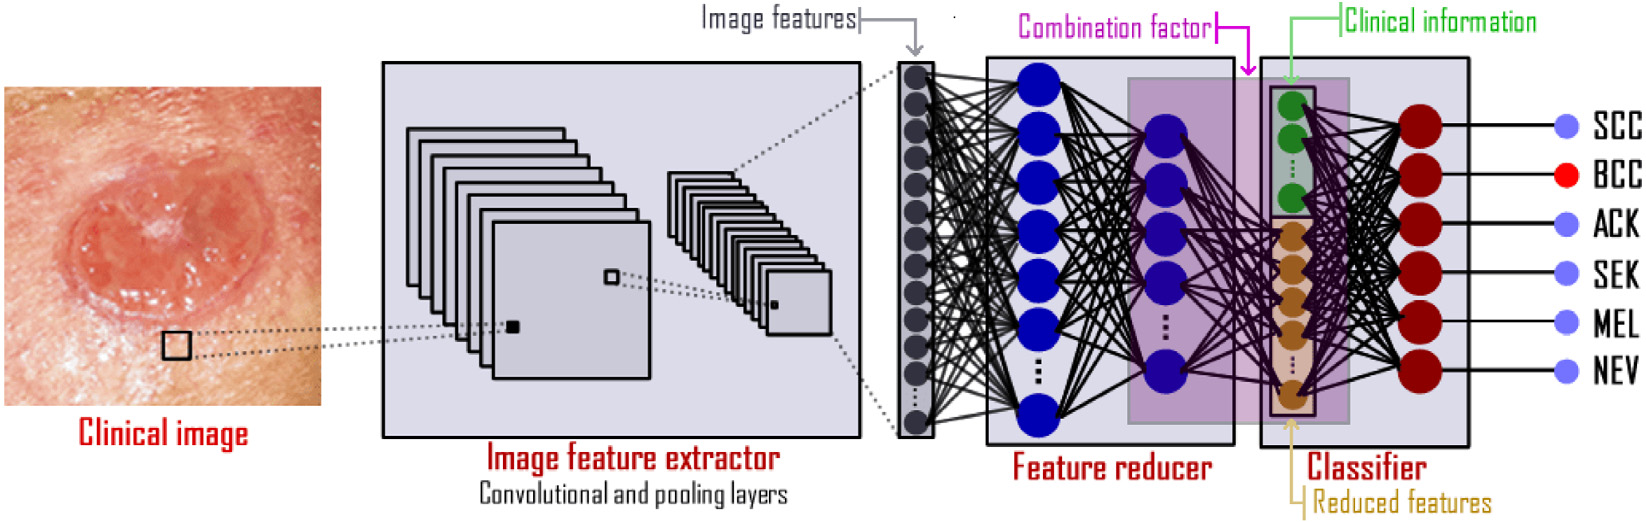 Image features
Combination factor
Clinical information
SCC
BCC
ACK
SEK
MEL
NEV
Clinical image
Image feature extractor
Convolutional and pooling layers
Feature reducer
Classifier
Reduced features